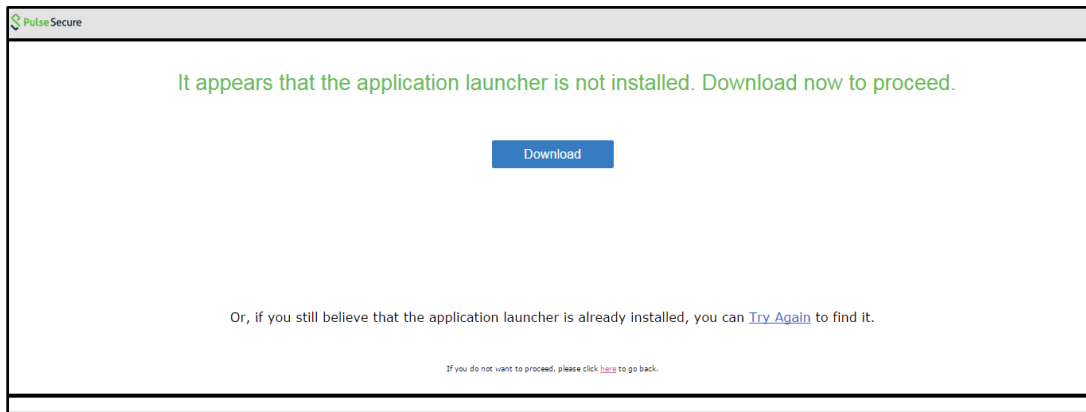 Pulse Secure
It appears that the application launcher is not installed. Download now to proceed.
Download
Or, if you still believe that the application launcher is already installed, you can Try Again to find it.
If you do not want to proceed, please click here to go back.